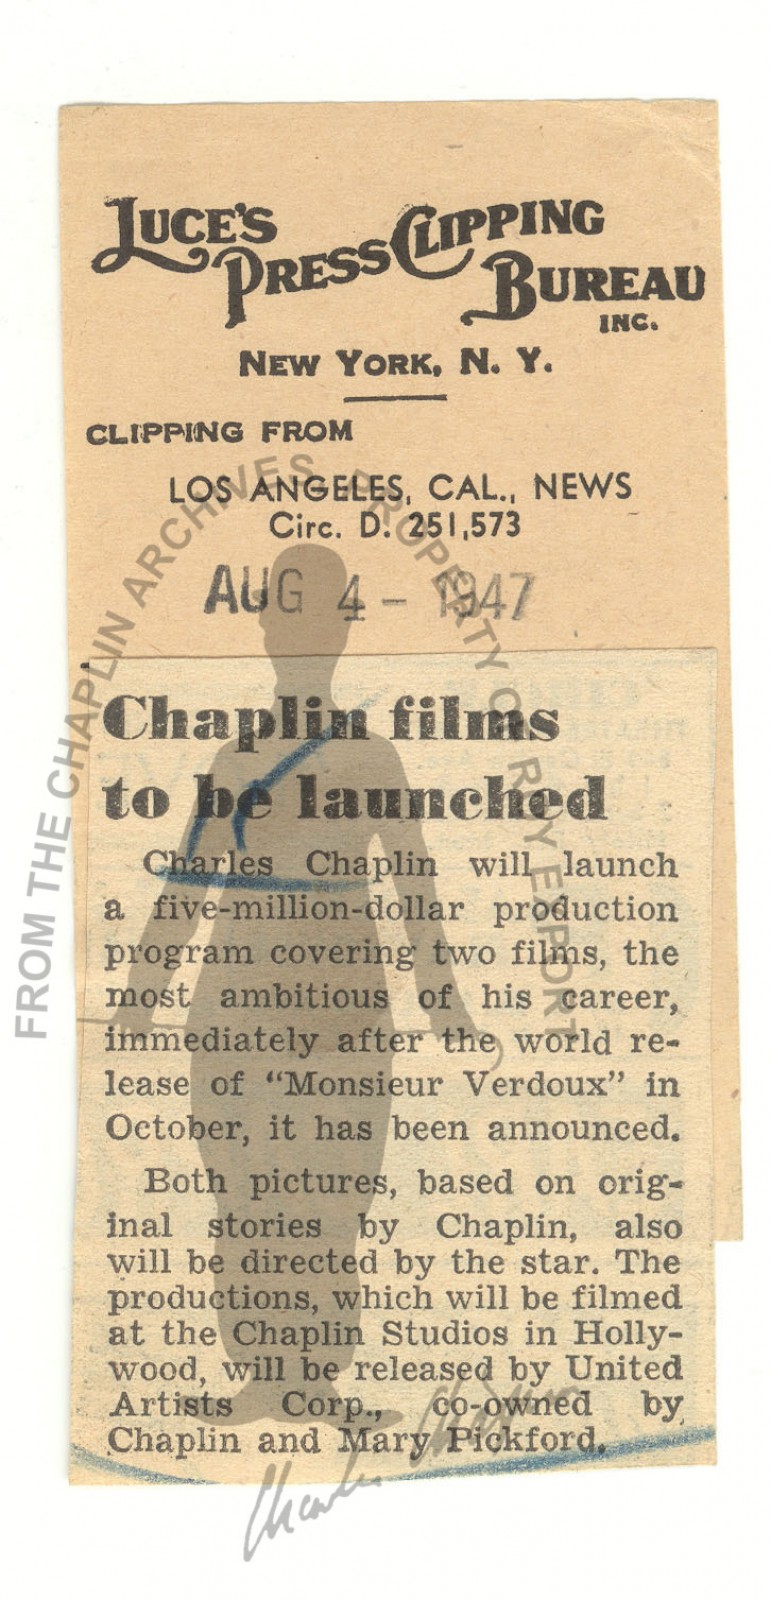 LUCE'S
PRESS CLIPPING
BUREAU
INC.
NEW YORK, N. Y.
CLIPPING FROM
LOS ANGELES, CAL., NEWS
Circ. D. 251,573
AUG 4 - 1947
FROM THE CHAPLIN ARCHIVES PROPERTY OF ROY EXPORT
Chaplin films
to be launched
Charles Chaplin will launch
a five-million-dollar production
program covering two films, the
most ambitious of his career,
immediately after the world re-
lease of "Monsieur Verdoux" in
October, it has been announced.
Both pictures, based on orig-
inal stories by Chaplin, also
will be directed by the star. The
productions, which will be filmed
at the Chaplin Studios in Holly-
wood, will be released by United
Artists Corp., co-owned by
Chaplin and Mary Pickford.
Charles Chaplin